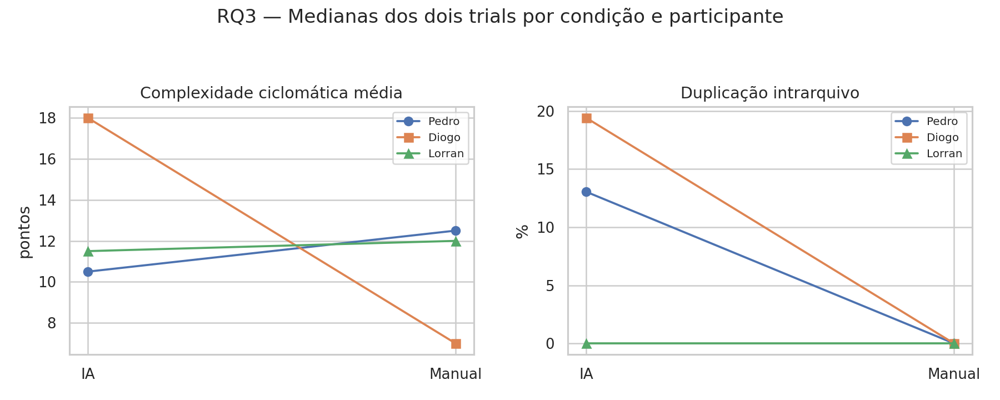 RQ3 — Medianas dos dois trials por condição e participante
Complexidade ciclomática média
pontos
18
16
14
12
10
8
IA
Manual
Pedro
Diogo
Lorran
Duplicação intrarquivo
%
20
15
10
5
0
IA
Manual
Pedro
Diogo
Lorran